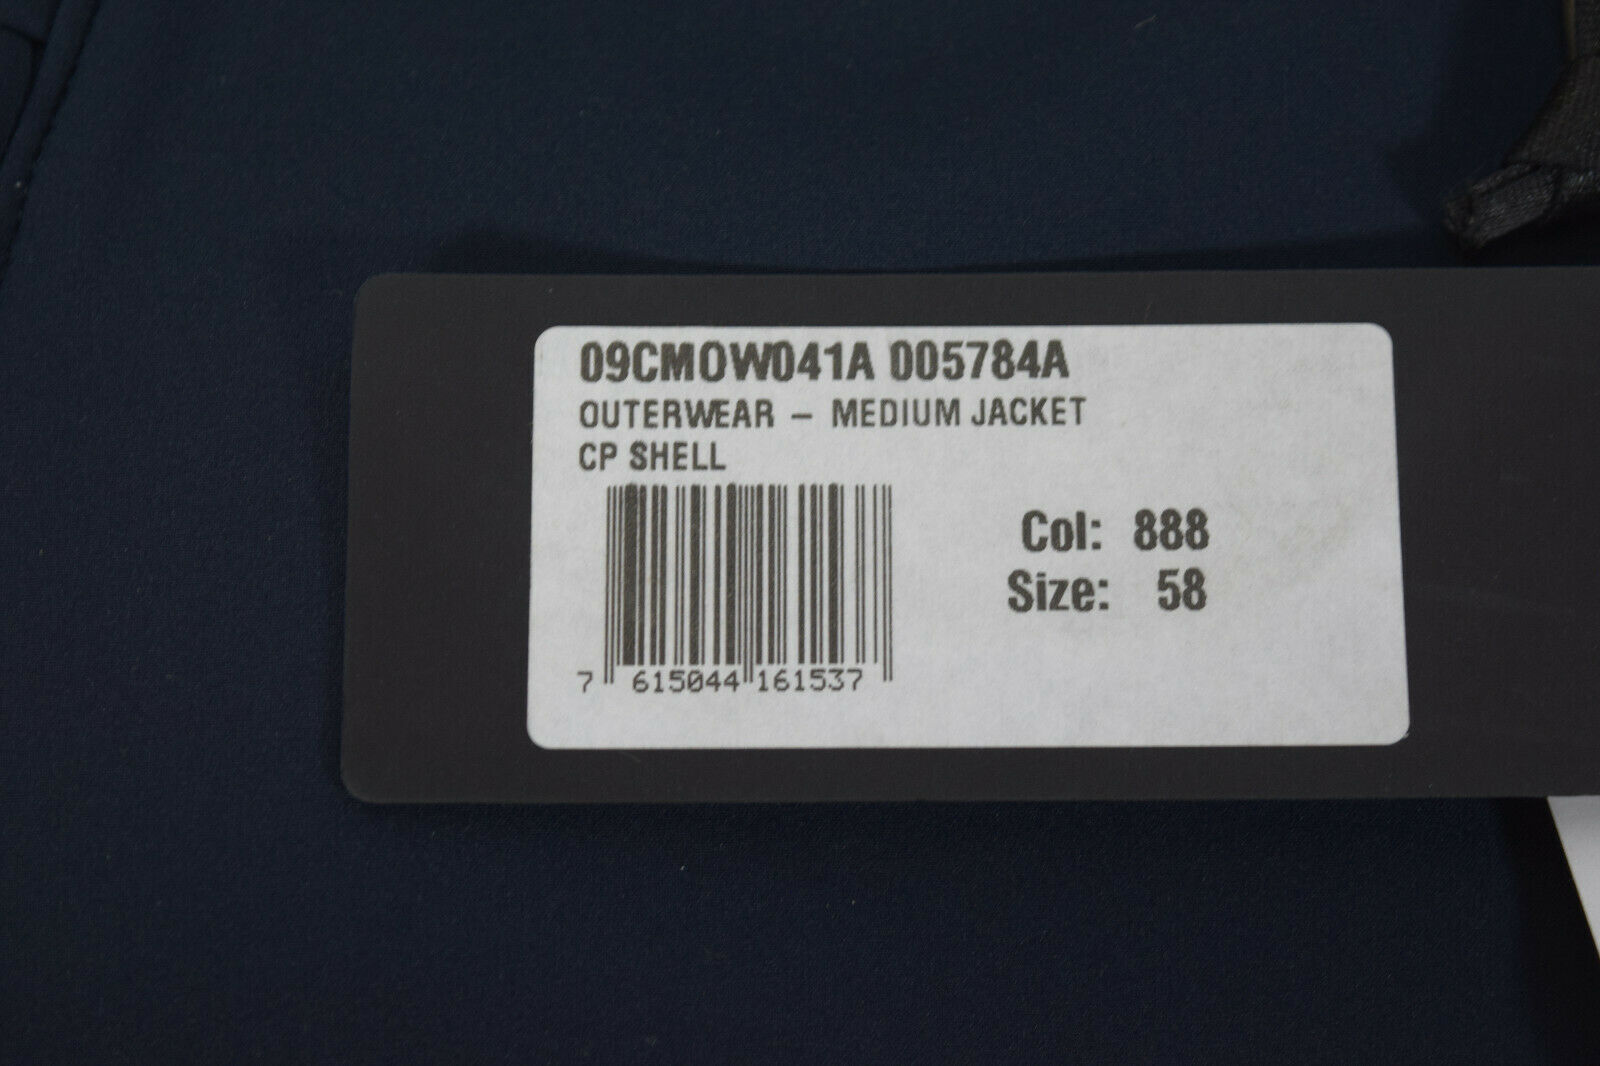 09CMOW041A 005784A
OUTERWEAR – MEDIUM JACKET
CP SHELL
Col: 888
Size: 58
7 615044 161537